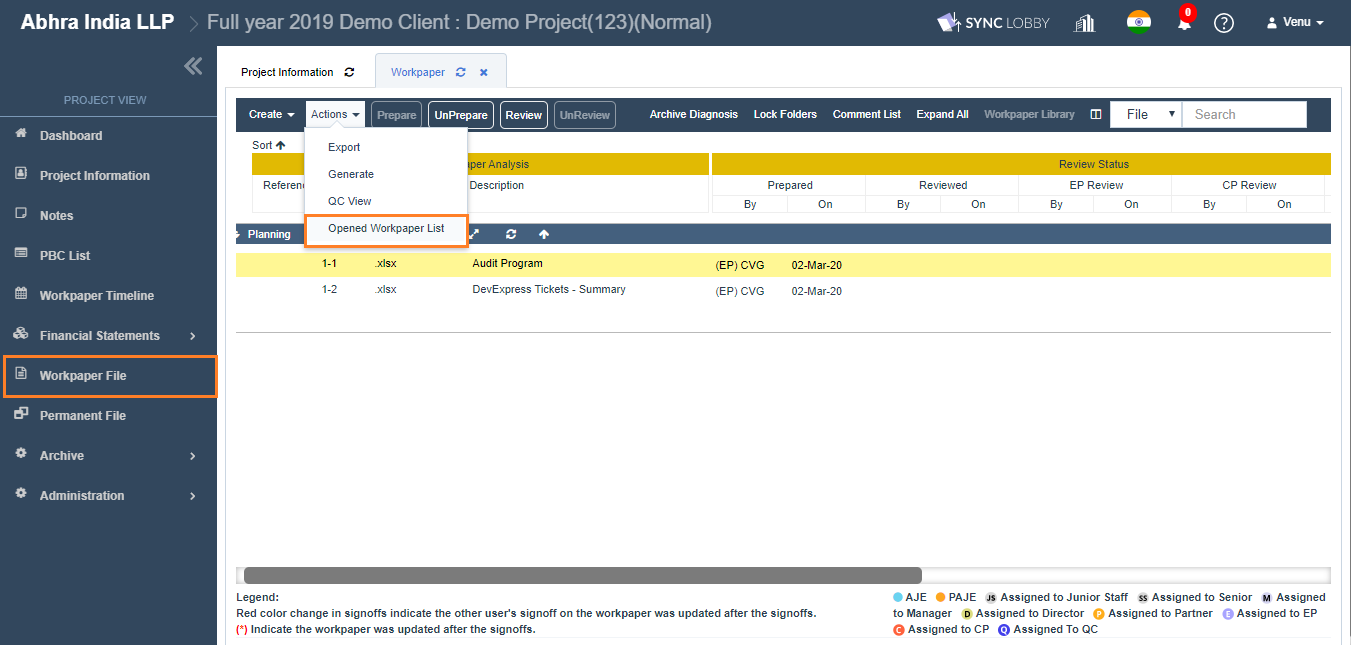 Abhra India LLP
Full year 2019 Demo Client : Demo Project(123)(Normal)
SYNC LOBBY
0
Venu
PROJECT VIEW
Dashboard
Project Information
Notes
PBC List
Workpaper Timeline
Financial Statements
Workpaper File
Permanent File
Archive
Administration
Project Information
Workpaper
Create
Actions
Prepare
UnPrepare
Review
UnReview
Archive Diagnosis
Lock Folders
Comment List
Expand All
Workpaper Library
File
Search
Export
Generate
QC View
Opened Workpaper List
Sort
per Analysis
Review Status
Referenc
Description
Prepared
Reviewed
EP Review
CP Review
By On By On By On By On
Planning
1-1 .xlsx Audit Program (EP) CVG 02-Mar-20
1-2 .xlsx DevExpress Tickets - Summary (EP) CVG 02-Mar-20
Legend:
Red color change in signoffs indicate the other user's signoff on the workpaper was updated after the signoffs.
(*) Indicate the workpaper was updated after the signoffs.
AJE PAJE JS Assigned to Junior Staff SS Assigned to Senior M Assigned
to Manager D Assigned to Director P Assigned to Partner E Assigned to EP
C Assigned to CP Q Assigned To QC